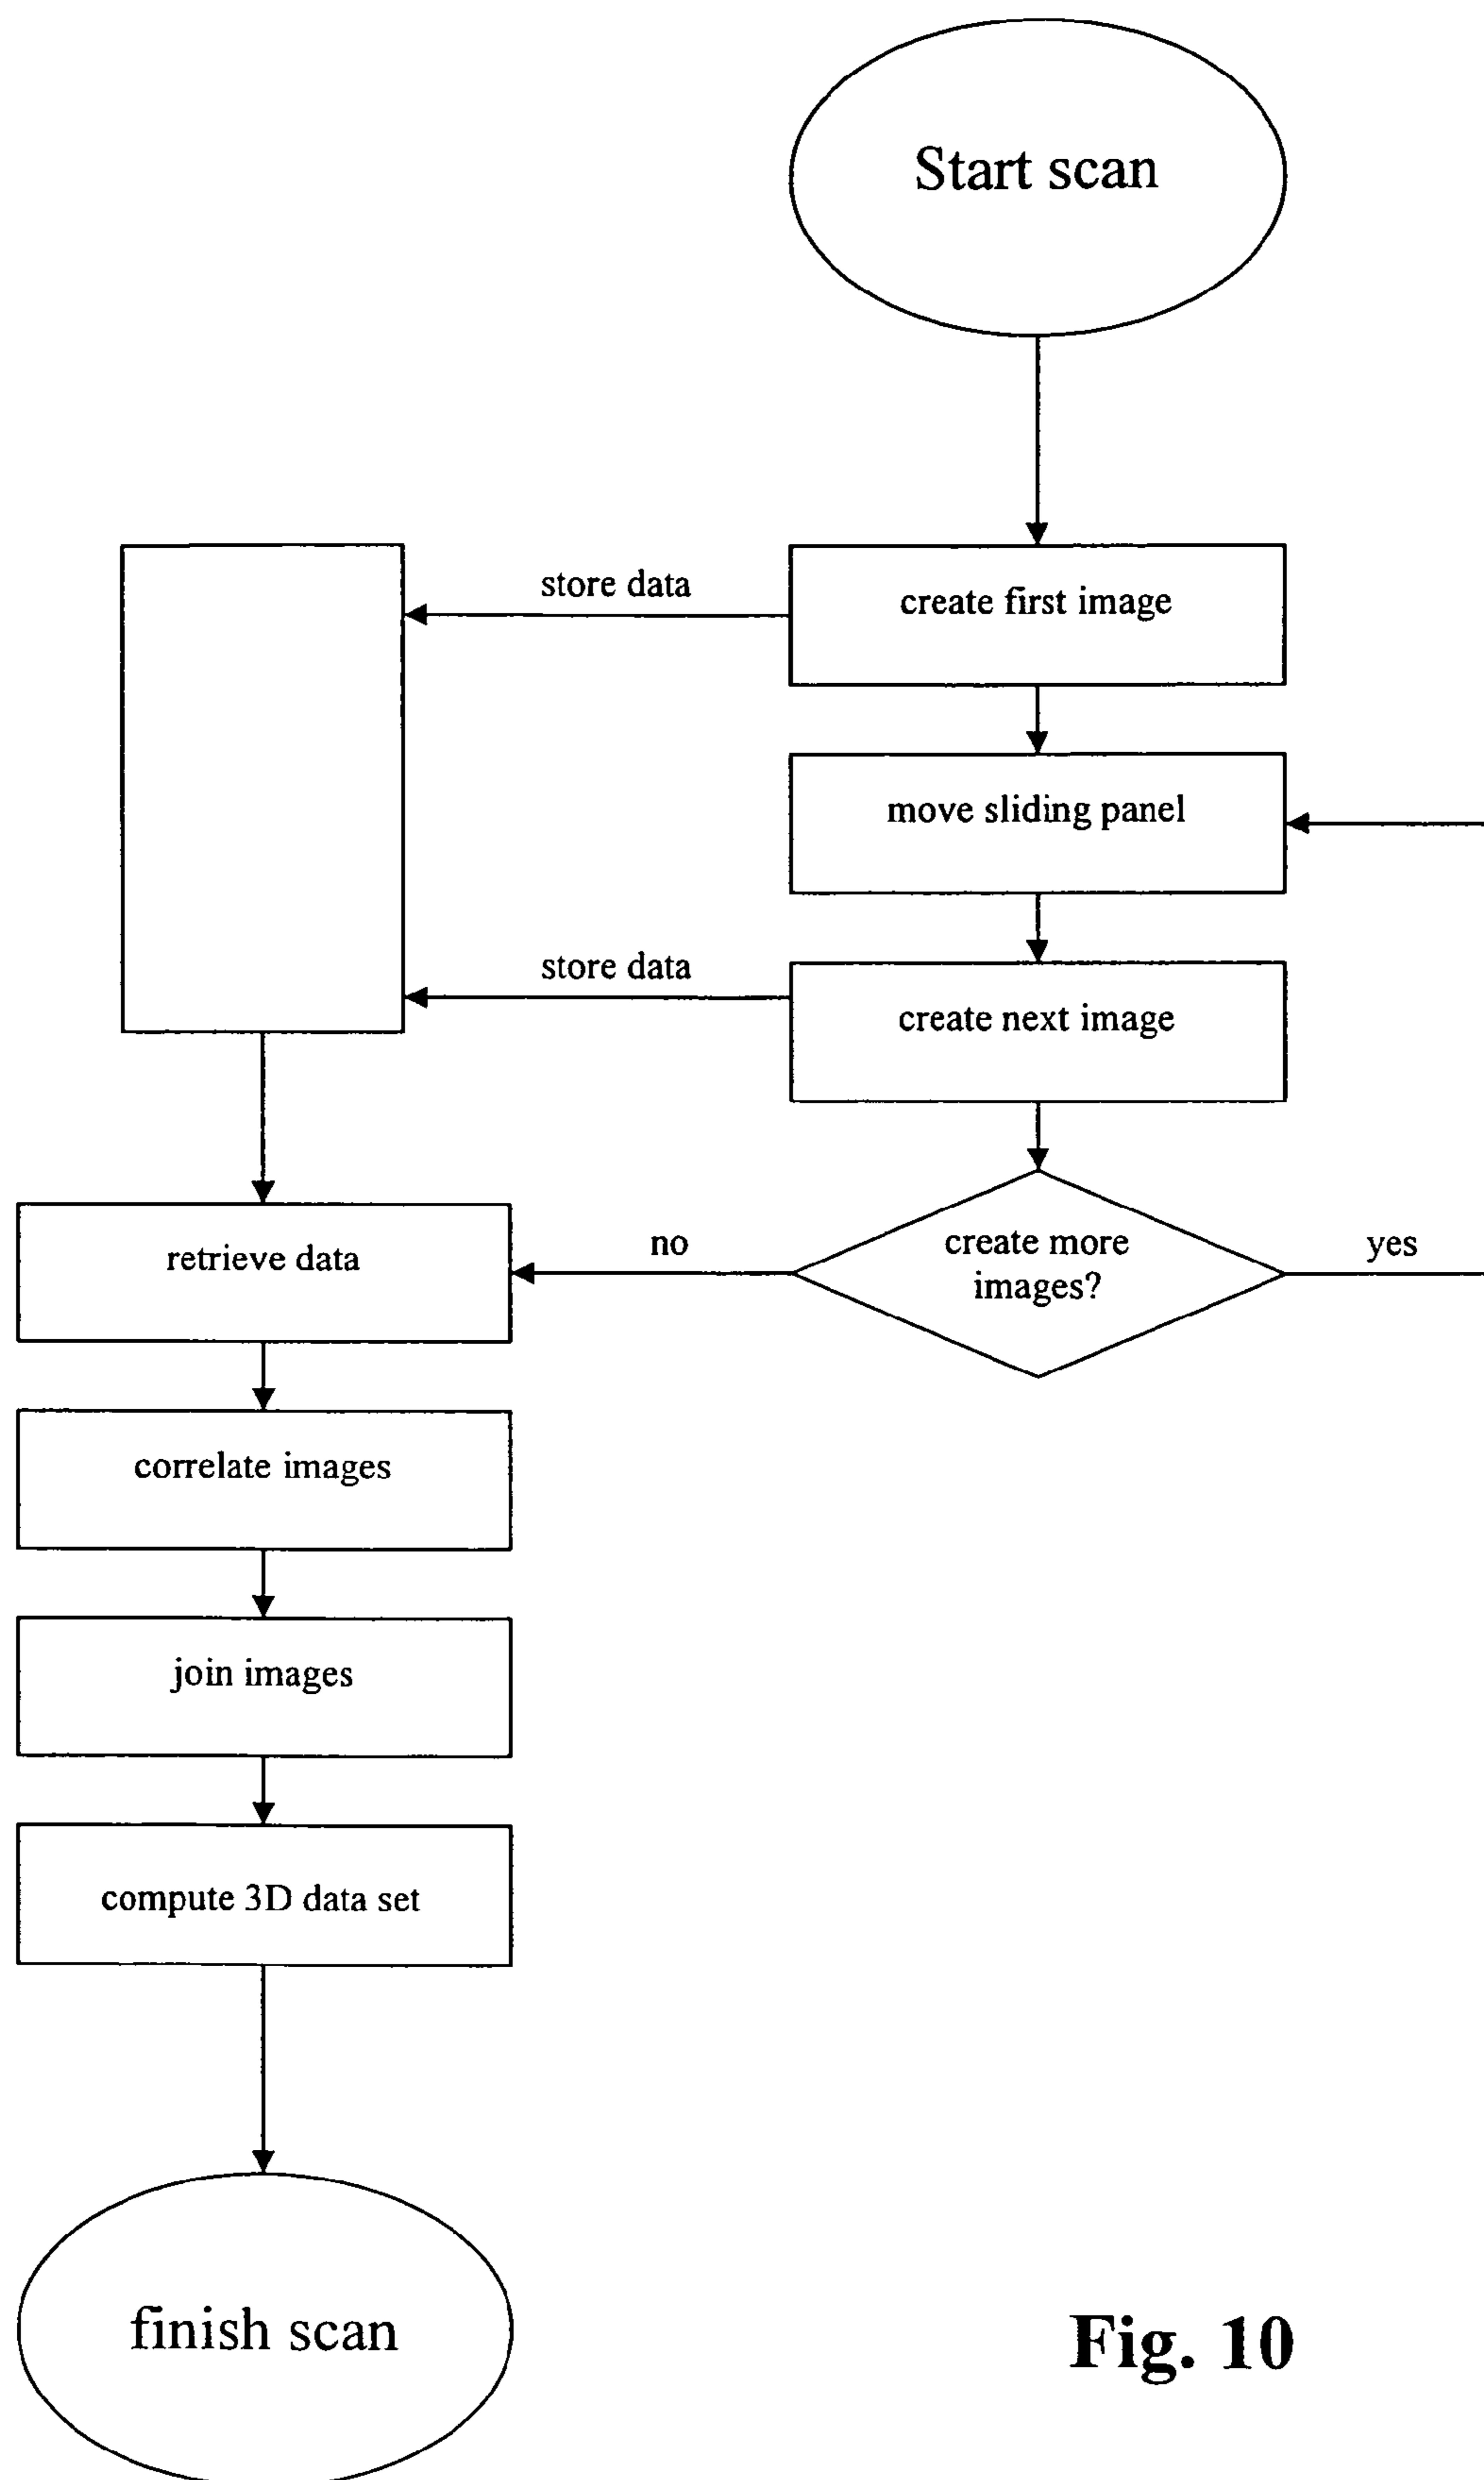 Start scan
store data
create first image
move sliding panel
store data
create next image
no
create more
images?
yes
retrieve data
correlate images
join images
compute 3D data set
finish scan
Fig. 10